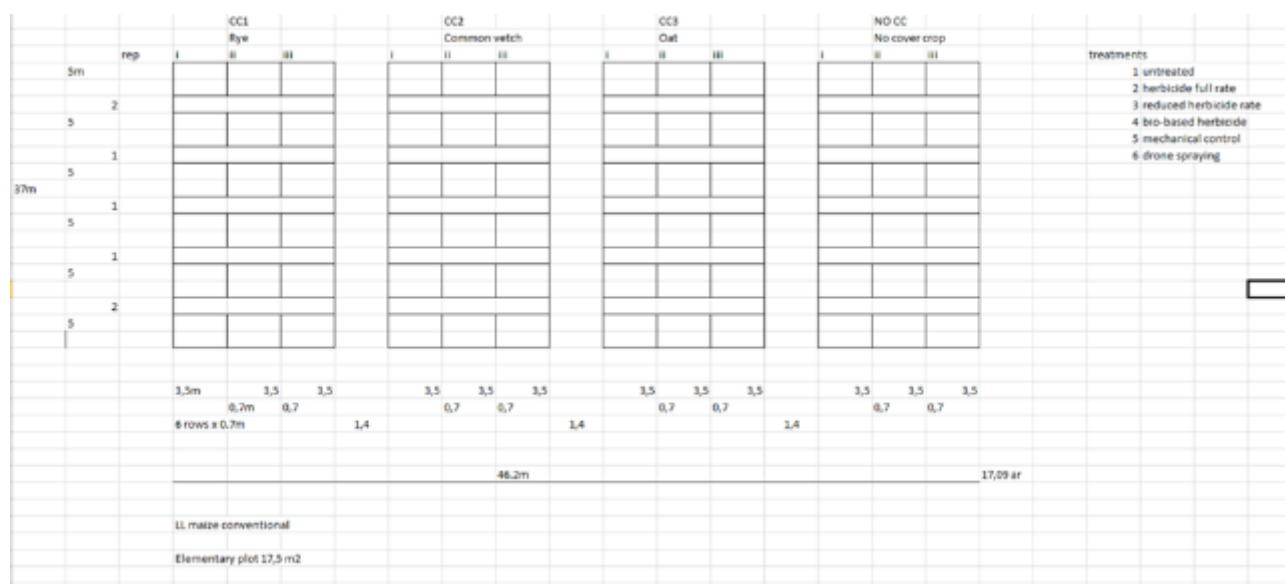 CC1 CC2 CC3 NO CC
Rye Common vetch Oat No cover crop
rep i ii iii i ii iii i ii iii i ii iii treatments
5m 1 untreated
2 herbicide full rate
2 3 reduced herbicide rate
5 4 bio-based herbicide
5 mechanical control
1 6 drone spraying
5
37m
1
5
1
5
2
5
3,5m 3,5 3,5 3,5 3,5 3,5 3,5 3,5 3,5 3,5 3,5 3,5
0,7m 0,7 0,7 0,7 0,7 0,7 0,7 0,7
6 rows x 0.7m 1,4 1,4 1,4
46.2m 17,09 ar
LL maize conventional
Elementary plot 17,5 m2